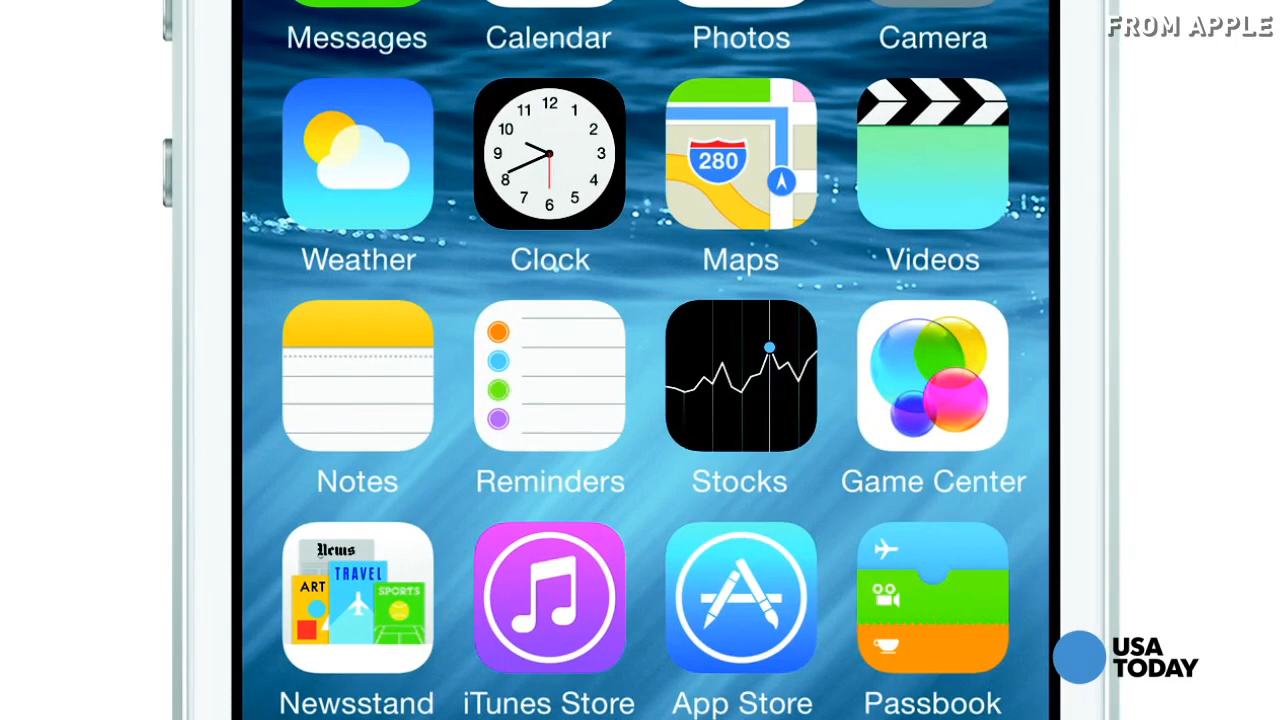 FROM APPLE
Messages Calendar Photos Camera
12
11 1
10 2
9 3
8 4
7 5
6
280
Weather Clock Maps Videos
Notes Reminders Stocks Game Center
News
ART TRAVEL SPORTS
Newsstand iTunes Store App Store Passbook
USA
TODAY